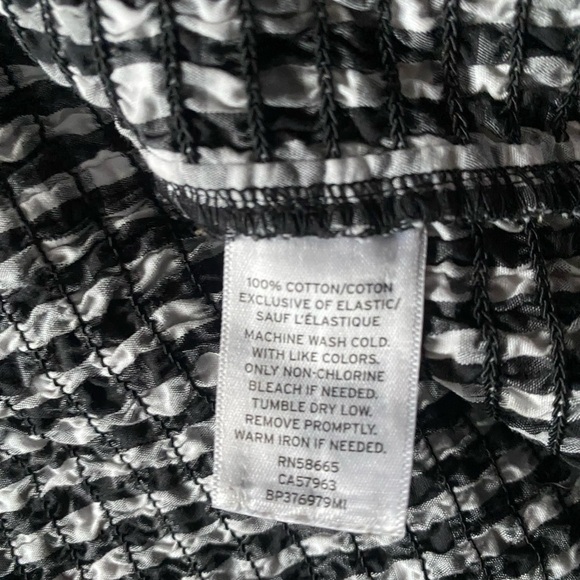 100% COTTON/COTON
EXCLUSIVE OF ELASTIC/
SAUF L'ÉLASTIQUE
MACHINE WASH COLD.
WITH LIKE COLORS.
ONLY NON-CHLORINE
BLEACH IF NEEDED.
TUMBLE DRY LOW.
REMOVE PROMPTLY.
WARM IRON IF NEEDED.
RN58665
CA57963
BP376979MI